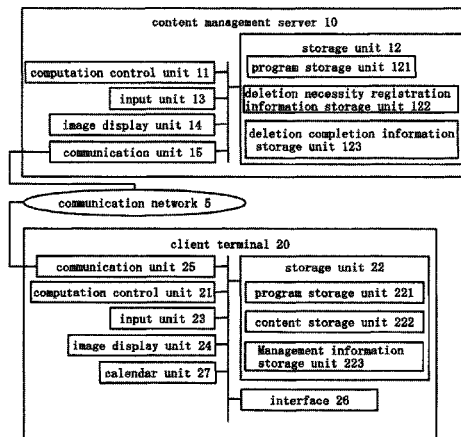 content management server 10
storage unit 12
computation control unit 11
program storage unit 121
input unit 13
deletion necessity registration
information storage unit 122
image display unit 14
deletion completion information
storage unit 123
communication unit 15
communication network 5
client terminal 20
communication unit 25
storage unit 22
computation control unit 21
program storage unit 221
input unit 23
content storage unit 222
image display unit 24
Management information
storage unit 223
calendar unit 27
interface 26